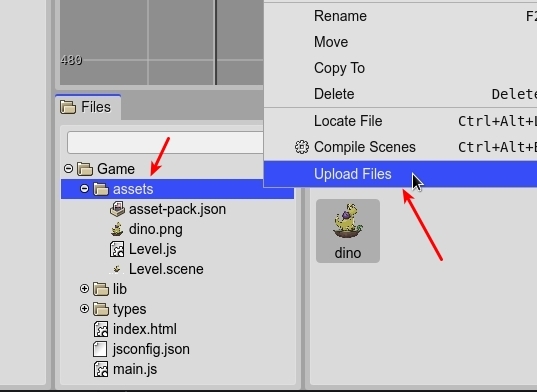 480
Rename F2
Move
Copy To
Delete Delete
Locate File Ctrl+Alt+L
Compile Scenes Ctrl+Alt+B
Upload Files
Files
Game
assets
asset-pack.json
dino.png
Level.js
Level.scene
lib
types
index.html
jsconfig.json
main.js
dino